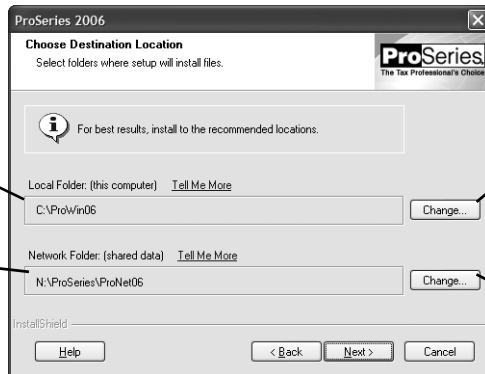 ProSeries 2006
Choose Destination Location
Select folders where setup will install files.
ProSeries
The Tax Professional's Choice
For best results, install to the recommended locations.
Local Folder: (this computer) Tell Me More
C:\ProWin06 Change...
Network Folder: (shared data) Tell Me More
N:\ProSeries\ProNet06 Change...
InstallShield
Help < Back Next > Cancel